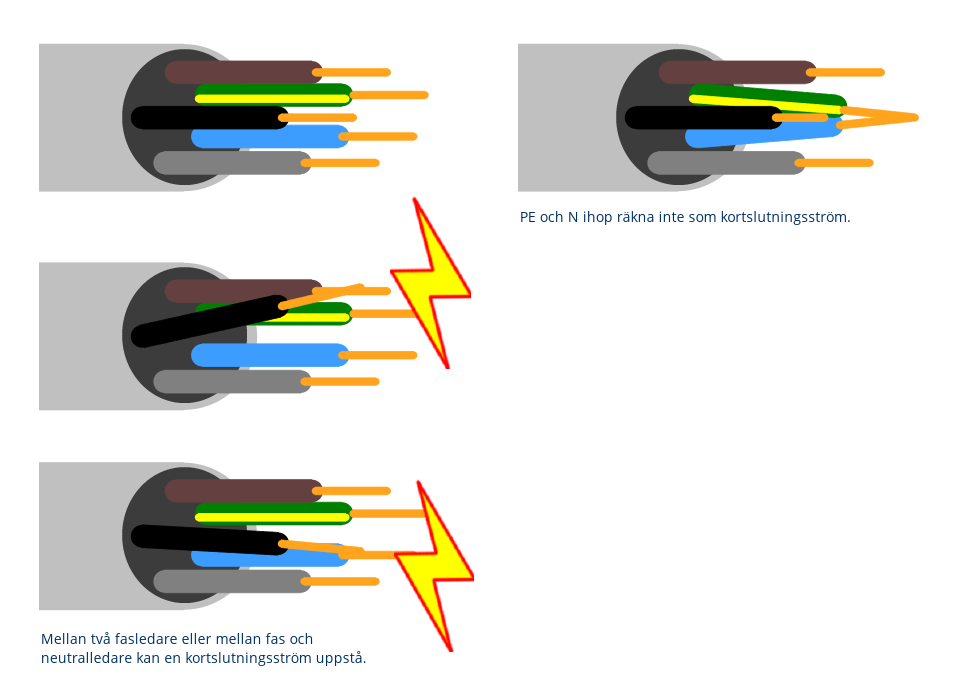 PE och N ihop räkna inte som kortslutningsström.
Mellan två fasledare eller mellan fas och
neutralledare kan en kortslutningsström uppstå.